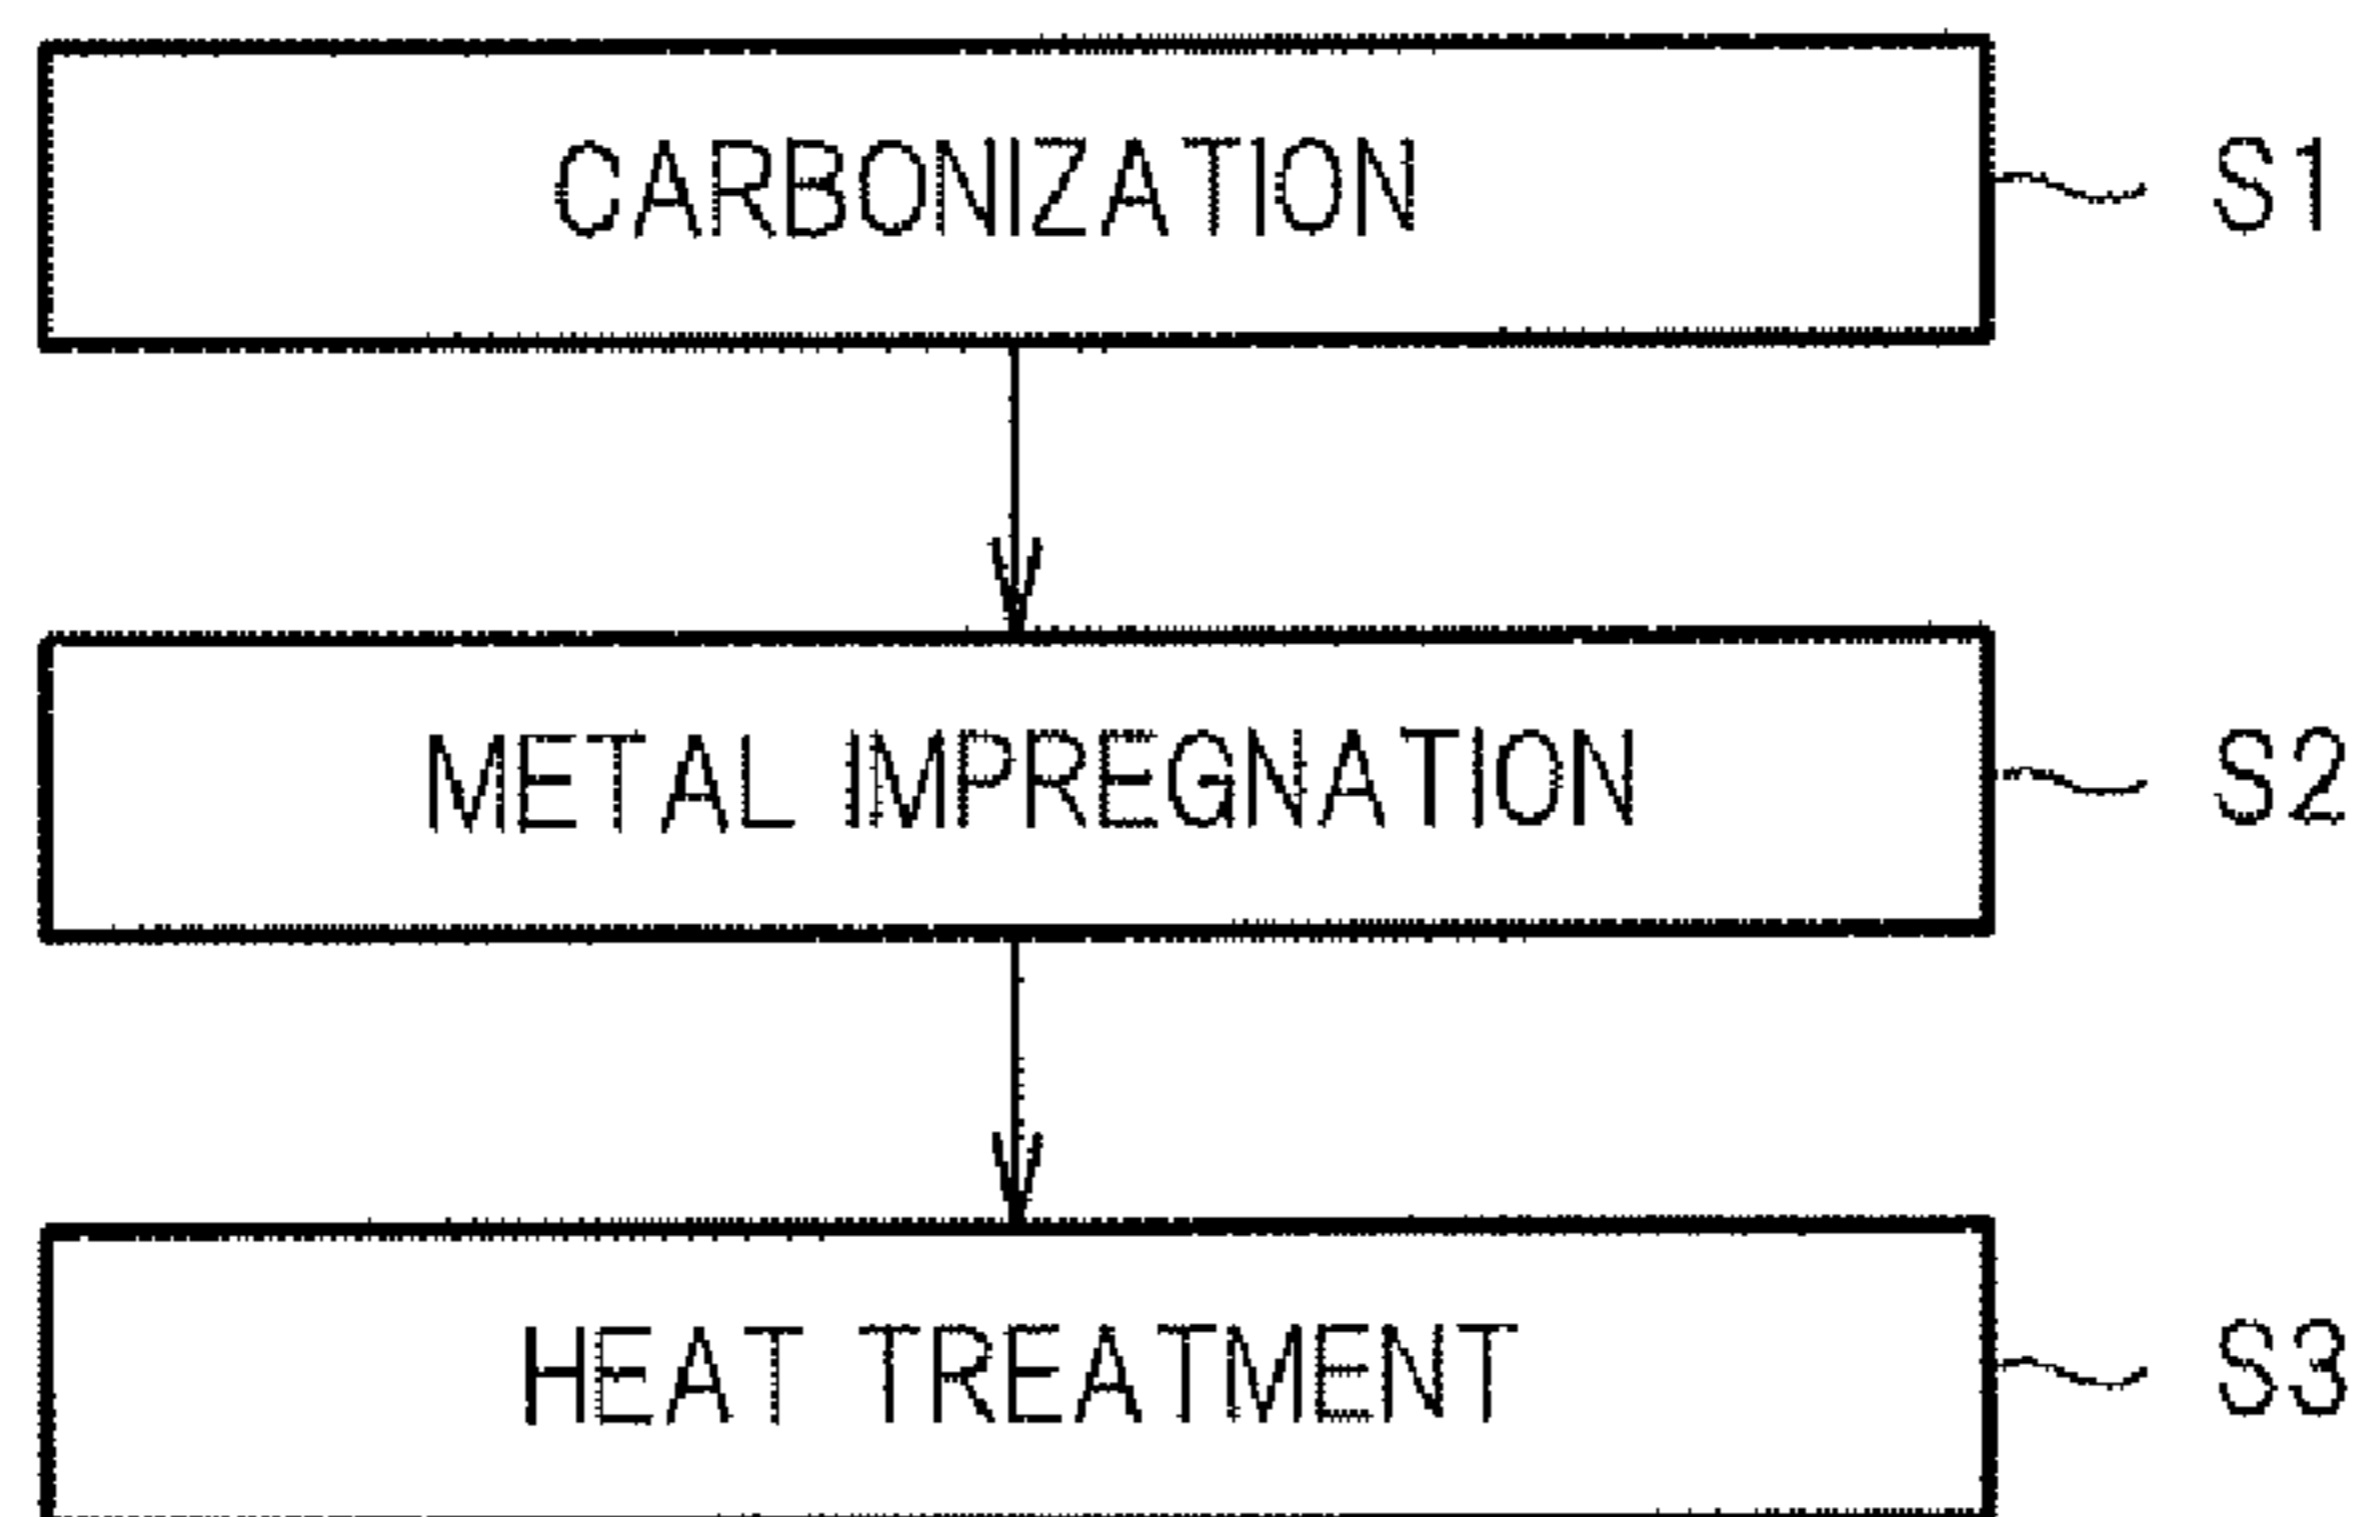 CARBONIZATION S1
METAL IMPREGNATION S2
HEAT TREATMENT S3